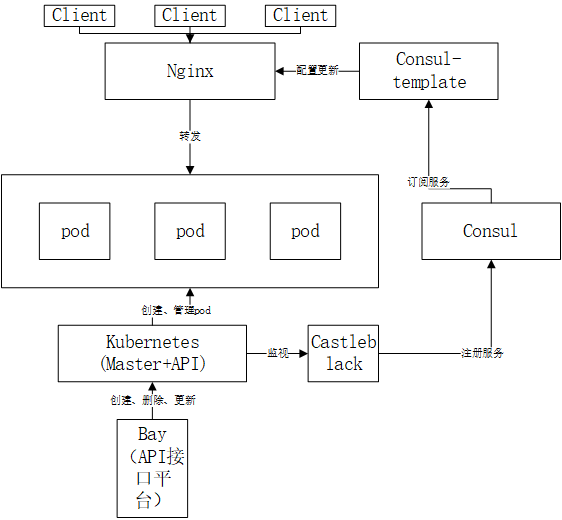 Client
Client
Client
Nginx
配置更新
Consul-
template
转发
订阅服务
pod
pod
pod
Consul
创建、管理pod
Kubernetes
(Master+API)
监视
Castleb
lack
注册服务
创建、删除、更新
Bay
（API接
口平
台）